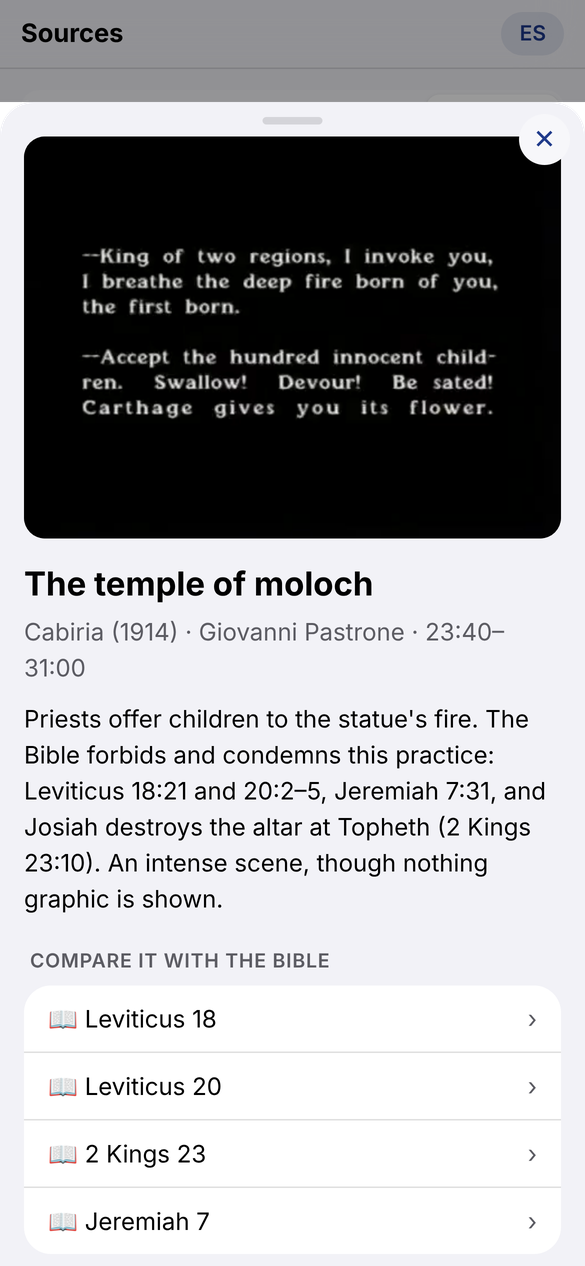 Sources
ES
✕
--King of two regions, I invoke you,
I breathe the deep fire born of you,
the first born.
--Accept the hundred innocent child-
ren. Swallow! Devour! Be sated!
Carthage gives you its flower.
The temple of moloch
Cabiria (1914) · Giovanni Pastrone · 23:40–
31:00
Priests offer children to the statue's fire. The
Bible forbids and condemns this practice:
Leviticus 18:21 and 20:2–5, Jeremiah 7:31, and
Josiah destroys the altar at Topheth (2 Kings
23:10). An intense scene, though nothing
graphic is shown.
COMPARE IT WITH THE BIBLE
📖 Leviticus 18 ›
📖 Leviticus 20 ›
📖 2 Kings 23 ›
📖 Jeremiah 7 ›